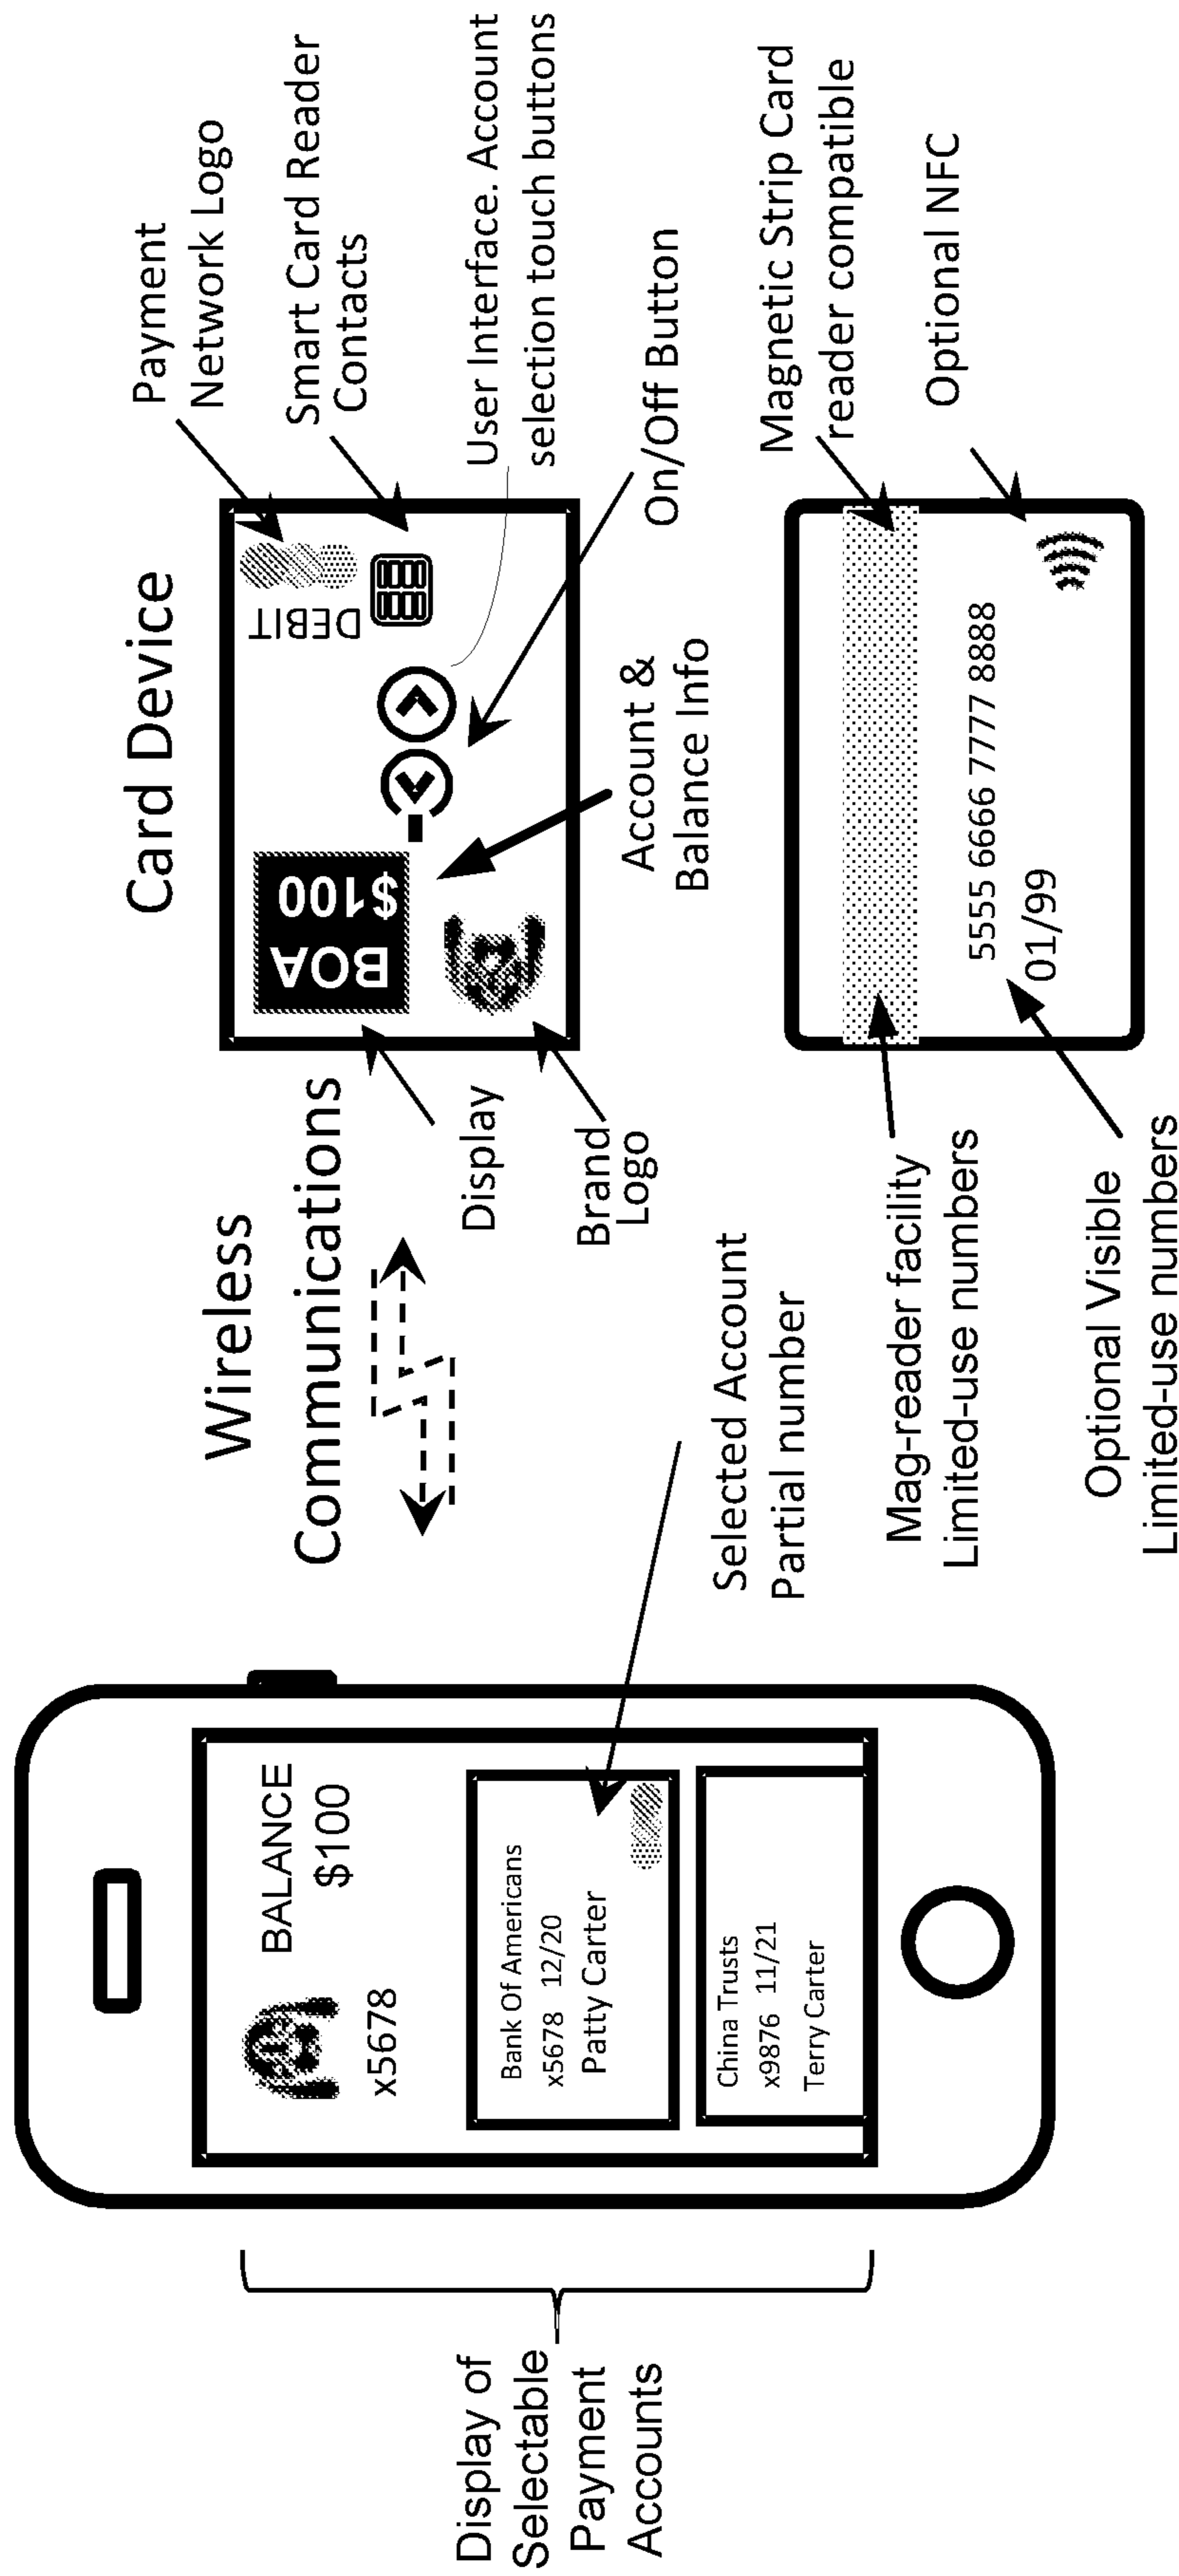 Display of
Selectable
Payment
Accounts
BALANCE
$100
x5678
Bank Of Americans
x5678 12/20
Patty Carter
China Trusts
x9876 11/21
Terry Carter
Selected Account
Partial number
Wireless
Communications
Card Device
Payment
Network Logo
Smart Card Reader
Contacts
User Interface. Account
selection touch buttons
On/Off Button
DEBIT
BOA
$100
Display
Brand
Logo
Account &
Balance Info
Magnetic Strip Card
reader compatible
Optional NFC
5555 6666 7777 8888
01/99
Mag-reader facility
Limited-use numbers
Optional Visible
Limited-use numbers